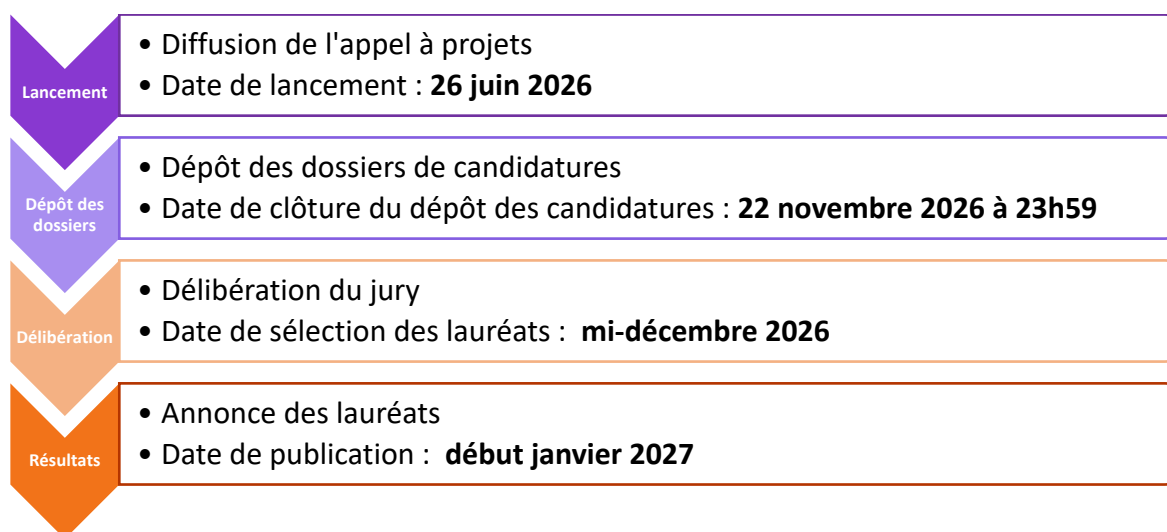 Lancement
• Diffusion de l'appel à projets
• Date de lancement : 26 juin 2026
Dépôt des
dossiers
• Dépôt des dossiers de candidatures
• Date de clôture du dépôt des candidatures : 22 novembre 2026 à 23h59
Délibération
• Délibération du jury
• Date de sélection des lauréats : mi-décembre 2026
Résultats
• Annonce des lauréats
• Date de publication : début janvier 2027